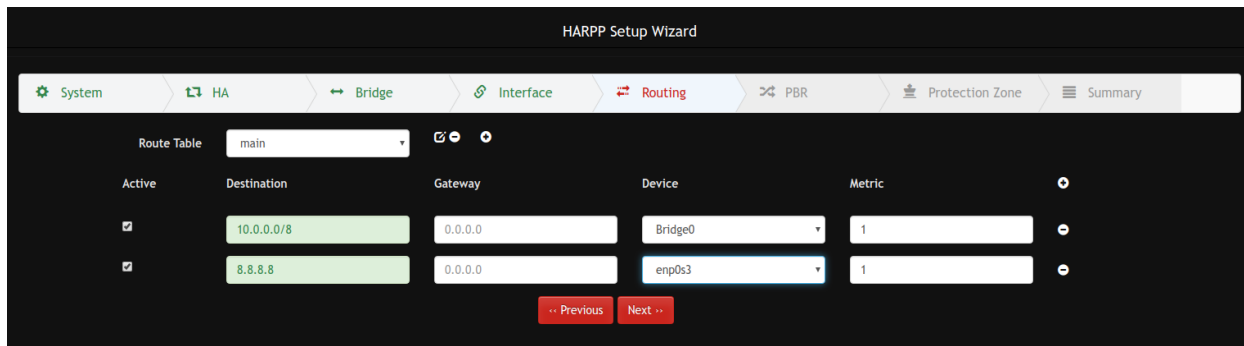 HARPP Setup Wizard
System HA Bridge Interface Routing PBR Protection Zone Summary
Route Table main
Active Destination Gateway Device Metric
10.0.0.0/8 0.0.0.0 Bridge0 1
8.8.8.8 0.0.0.0 enp0s3 1
‹‹ Previous Next ››